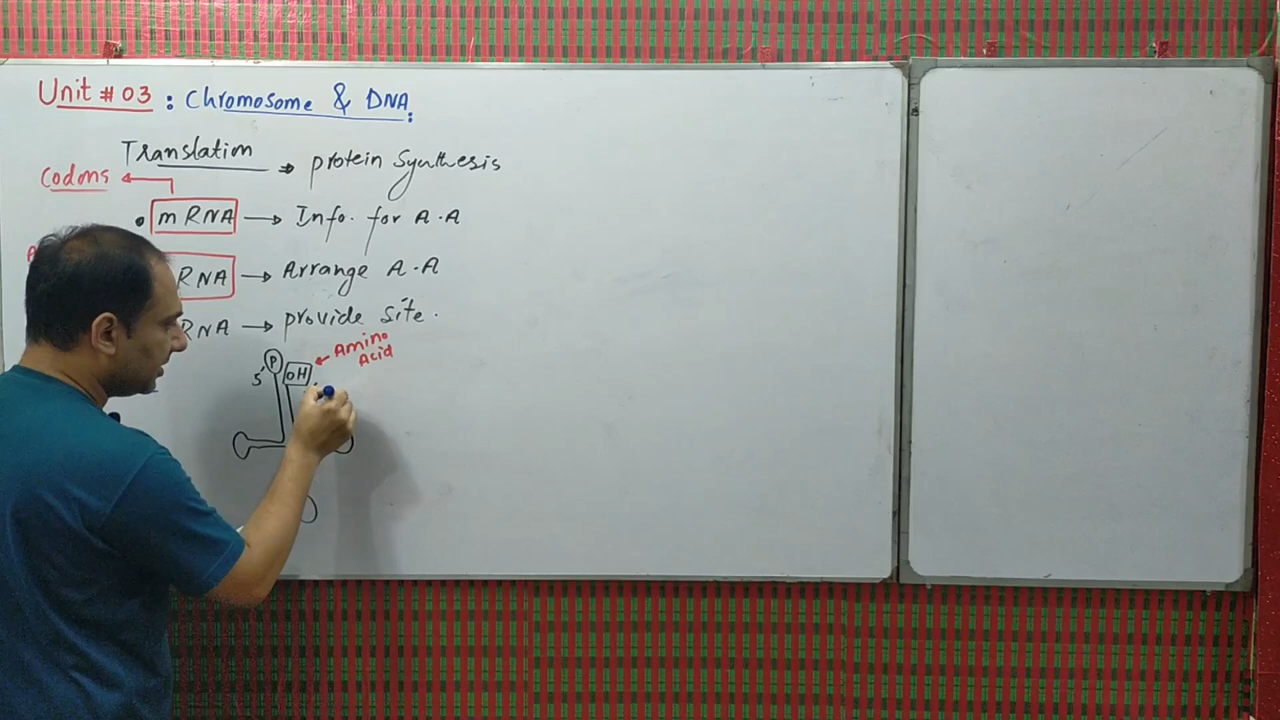 Unit # 03 : Chromosome & DNA.
Translation → protein synthesis
Codons
• mRNA → Info. for A.A
RNA → Arrange A.A
RNA → provide site.
Amino
Acid
P
5' OH